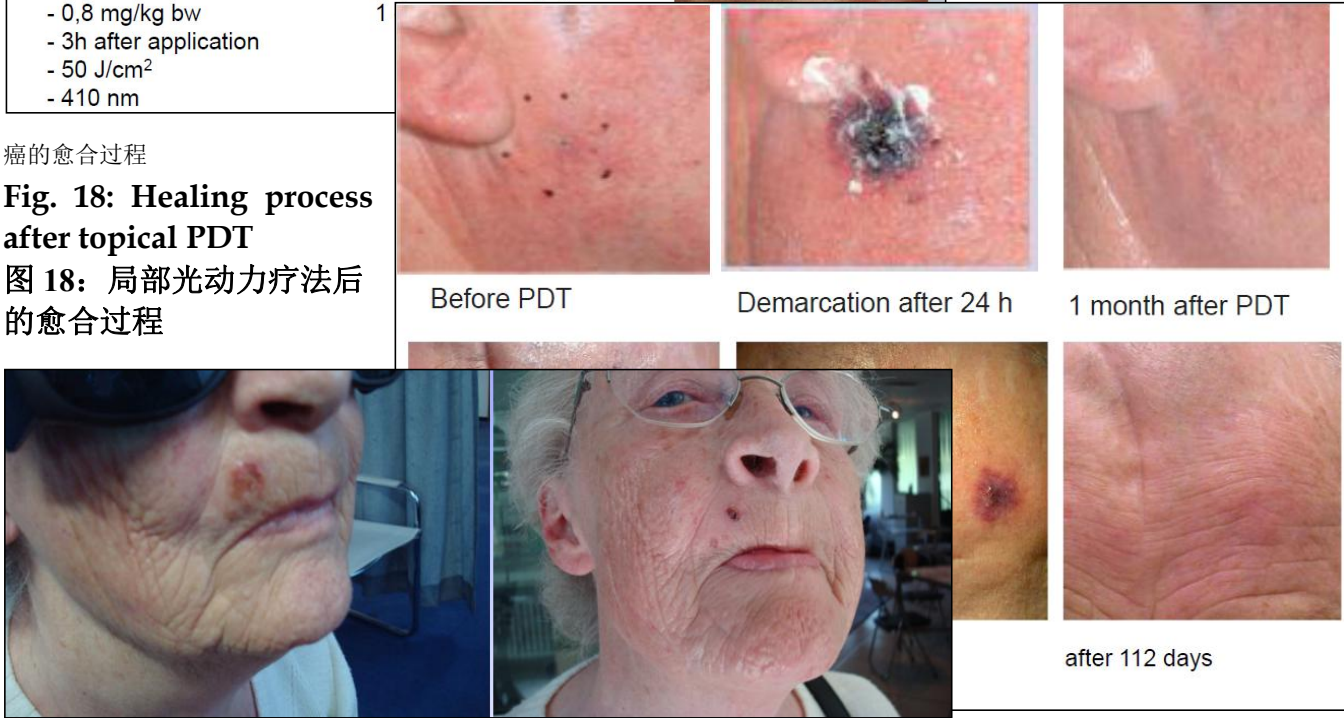 - 0,8 mg/kg bw
1
- 3h after application
- 50 J/cm²
- 410 nm
癌的愈合过程
Fig. 18: Healing process
after topical PDT
图 18：局部光动力疗法后
的愈合过程
Before PDT
Demarcation after 24 h
1 month after PDT
after 112 days